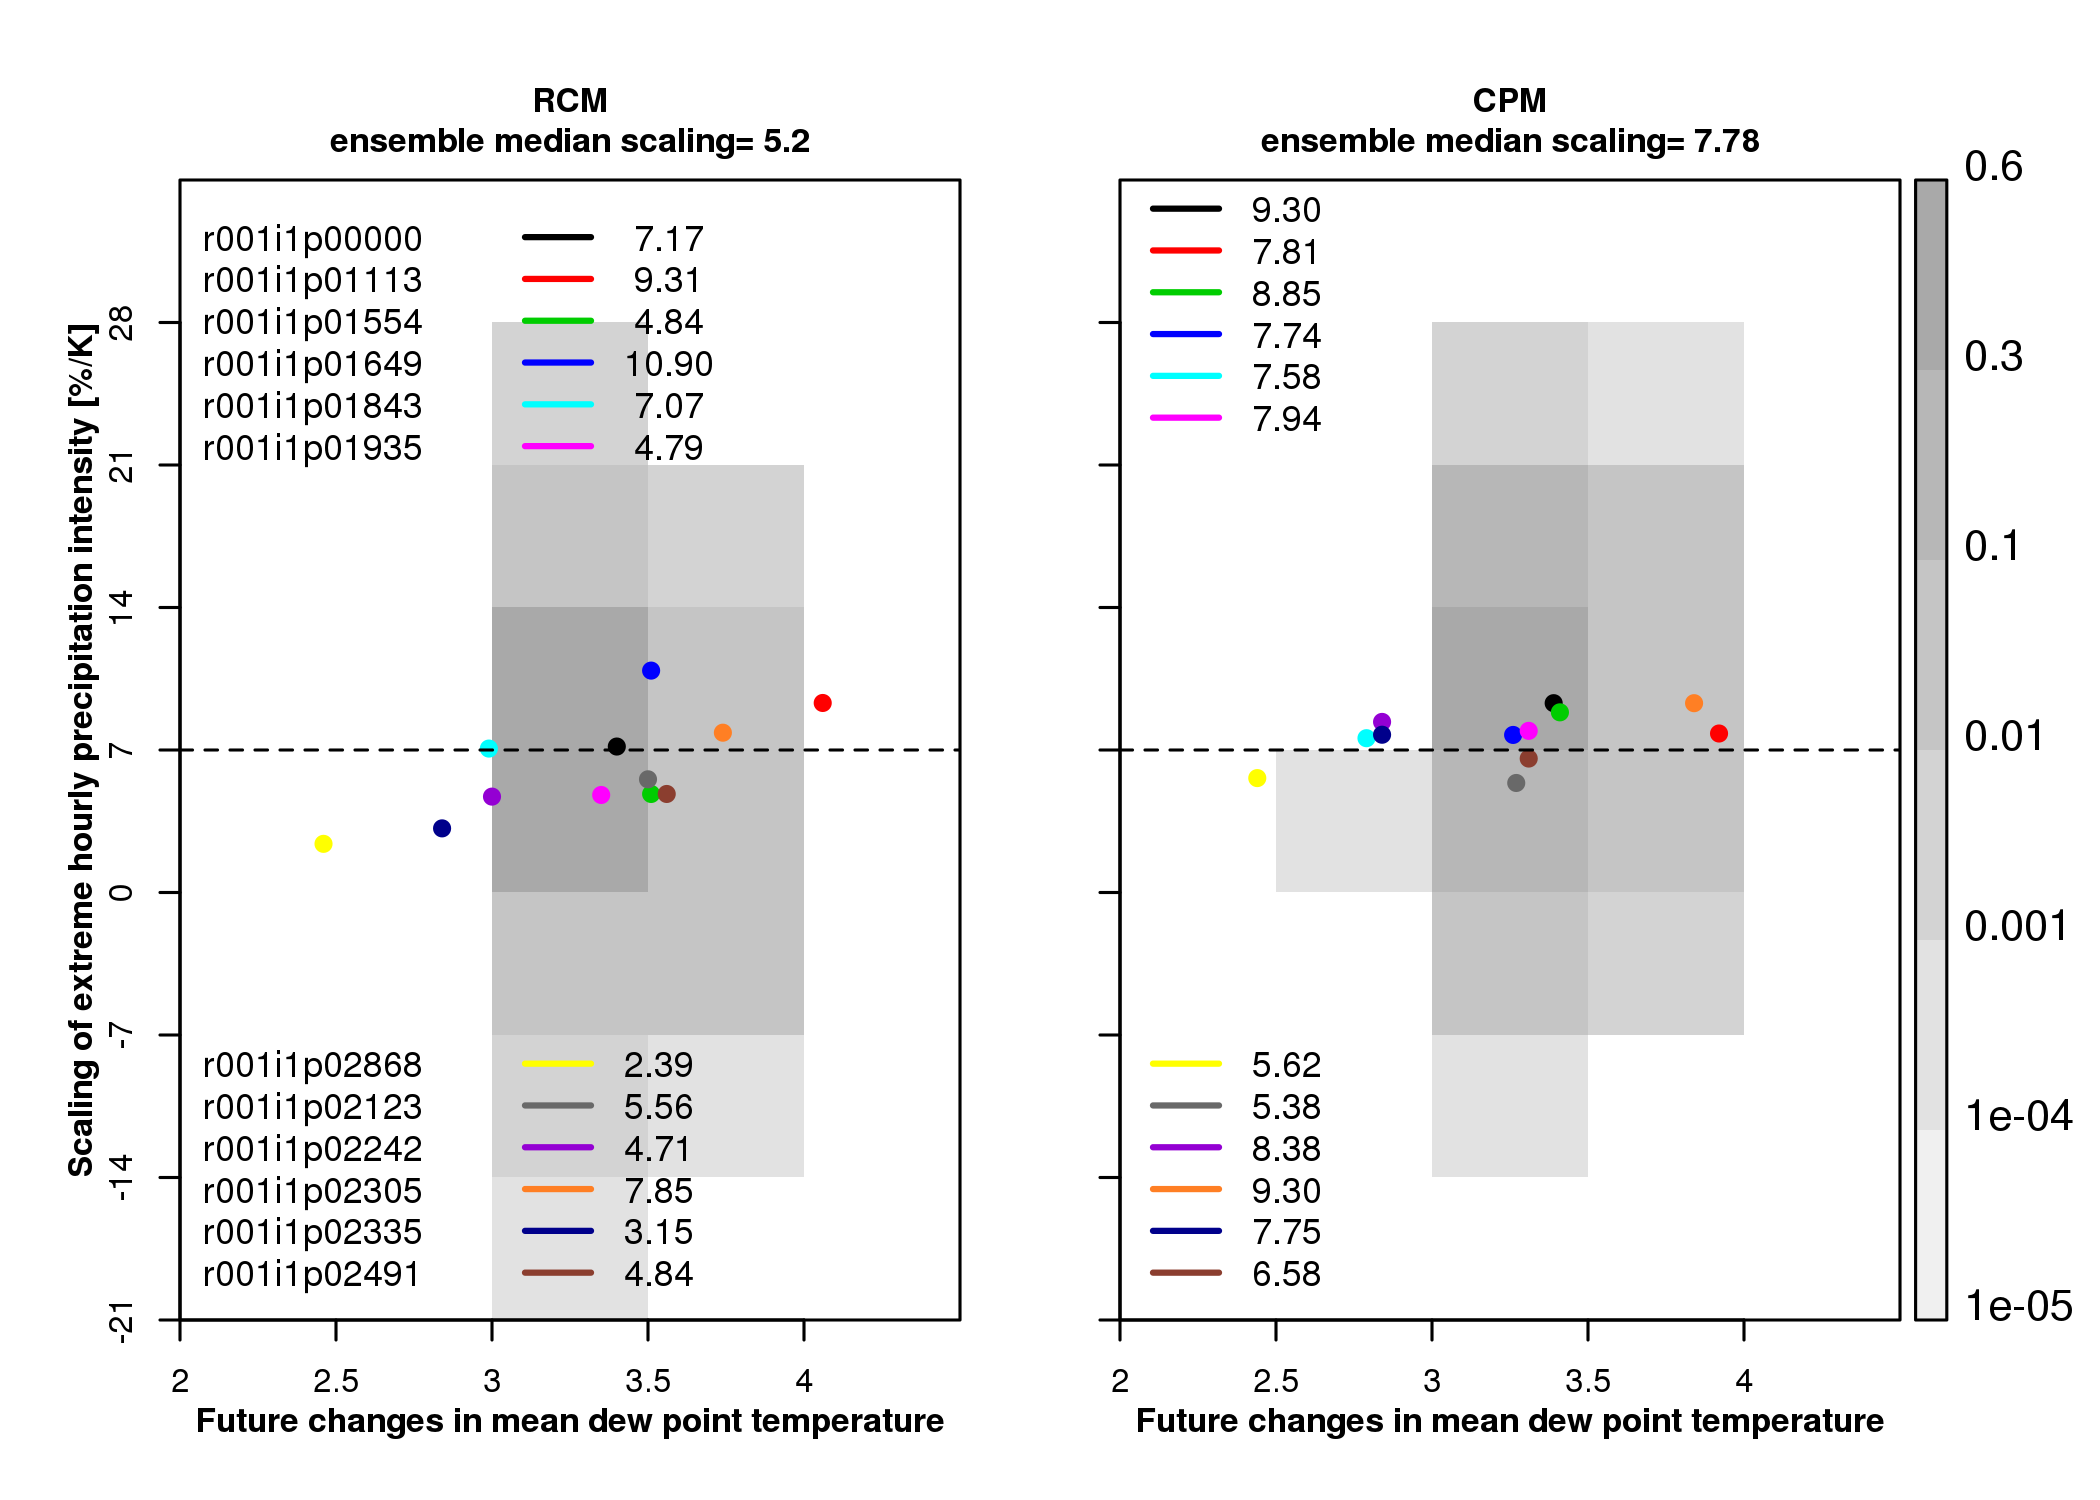 RCM
ensemble median scaling= 5.2
CPM
ensemble median scaling= 7.78
Scaling of extreme hourly precipitation intensity [%/K]
28
21
14
7
0
-7
-14
-21
r001i1p00000 7.17
r001i1p01113 9.31
r001i1p01554 4.84
r001i1p01649 10.90
r001i1p01843 7.07
r001i1p01935 4.79
r001i1p02868 2.39
r001i1p02123 5.56
r001i1p02242 4.71
r001i1p02305 7.85
r001i1p02335 3.15
r001i1p02491 4.84
2 2.5 3 3.5 4
Future changes in mean dew point temperature
9.30
7.81
8.85
7.74
7.58
7.94
5.62
5.38
8.38
9.30
7.75
6.58
2 2.5 3 3.5 4
Future changes in mean dew point temperature
0.6
0.3
0.1
0.01
0.001
1e-04
1e-05